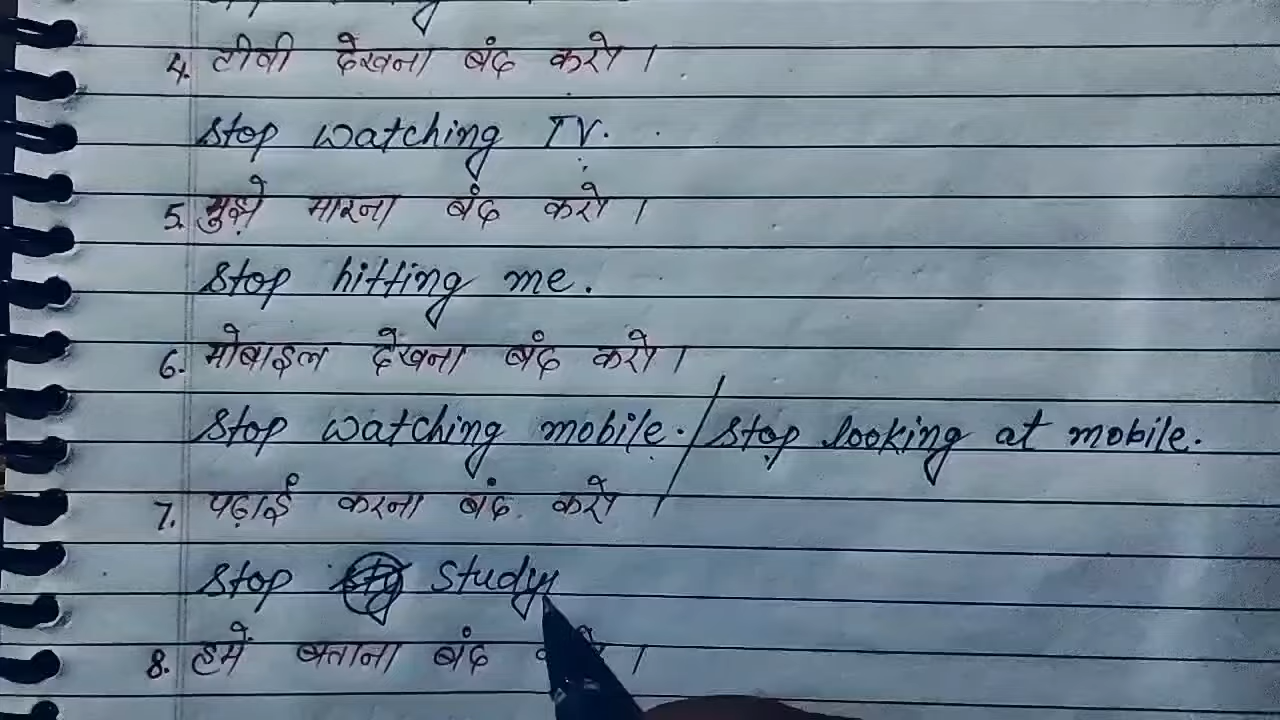 4. टीवी देखना बंद करो ।
Stop watching TV.
5. मुझे मारना बंद करो ।
Stop hitting me.
6. मोबाइल देखना बंद करो ।
Stop watching mobile. / Stop looking at mobile.
7. पढ़ाई करना बंद करो ।
Stop study
8. हमें बताना बंद ।